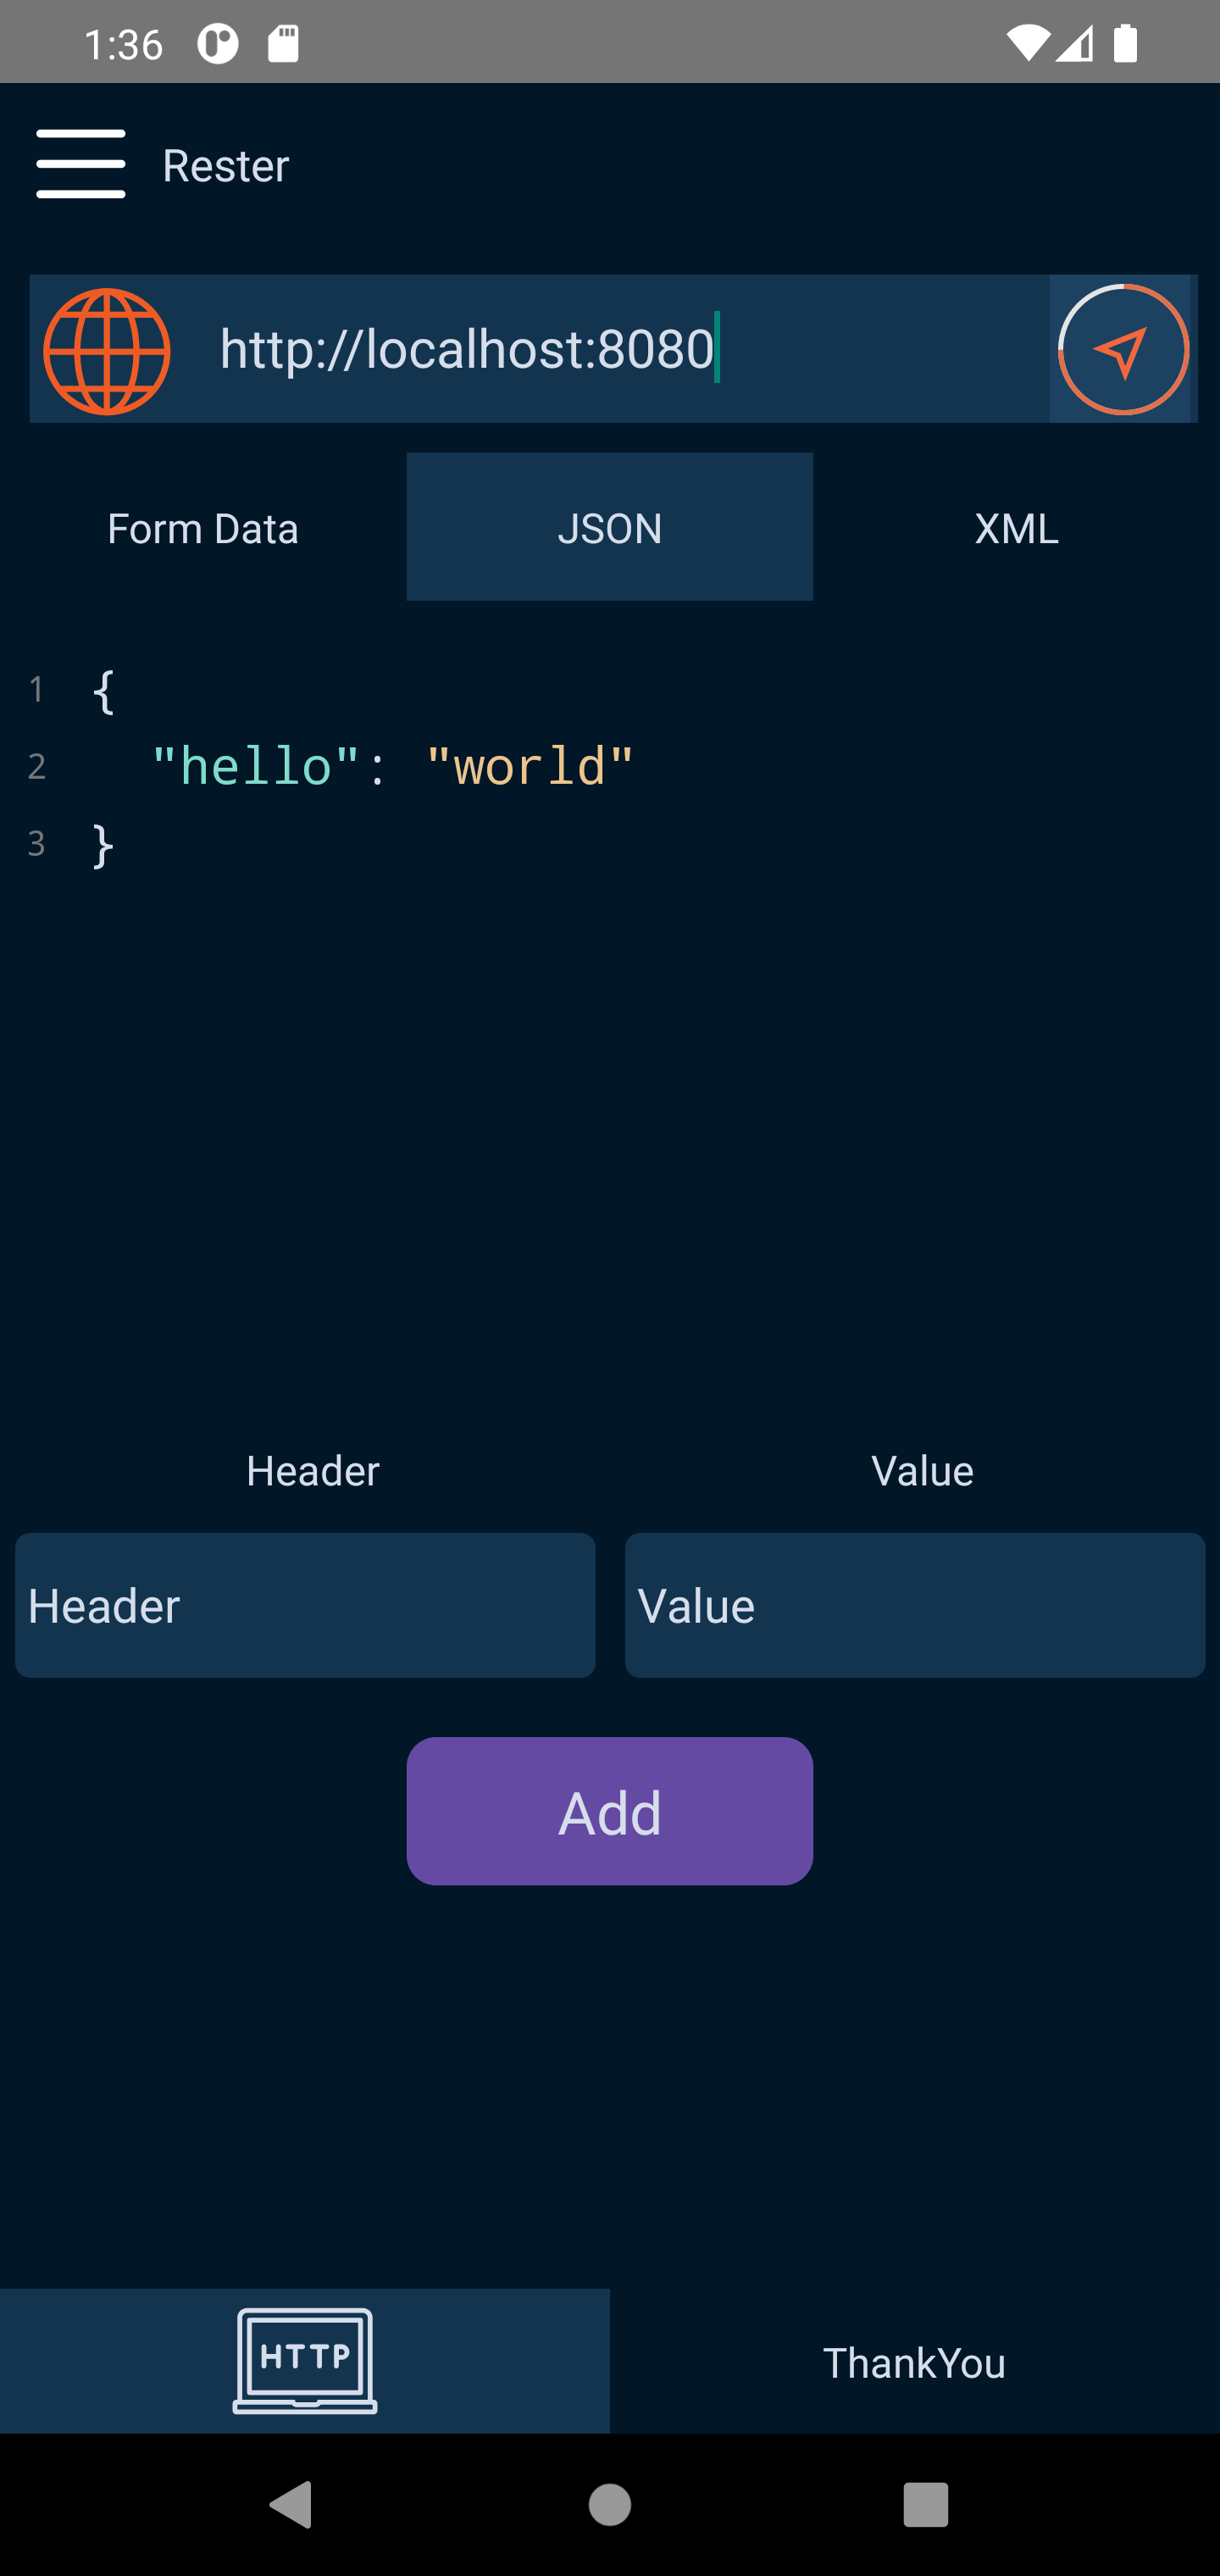 1:36
Rester
http://localhost:8080
Form Data JSON XML
1 {
2 "hello": "world"
3 }
Header Value
Header Value
Add
HTTP ThankYou